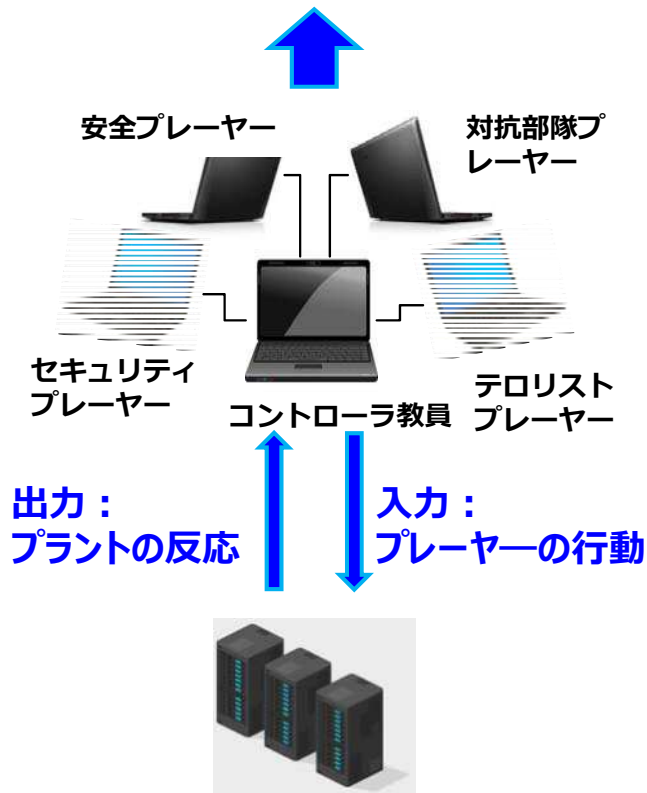 安全プレーヤー
対抗部隊プ
レーヤー
セキュリティ
プレーヤー
コントローラ教員
テロリスト
プレーヤー
出力：
プラントの反応
入力：
プレーヤ―の行動